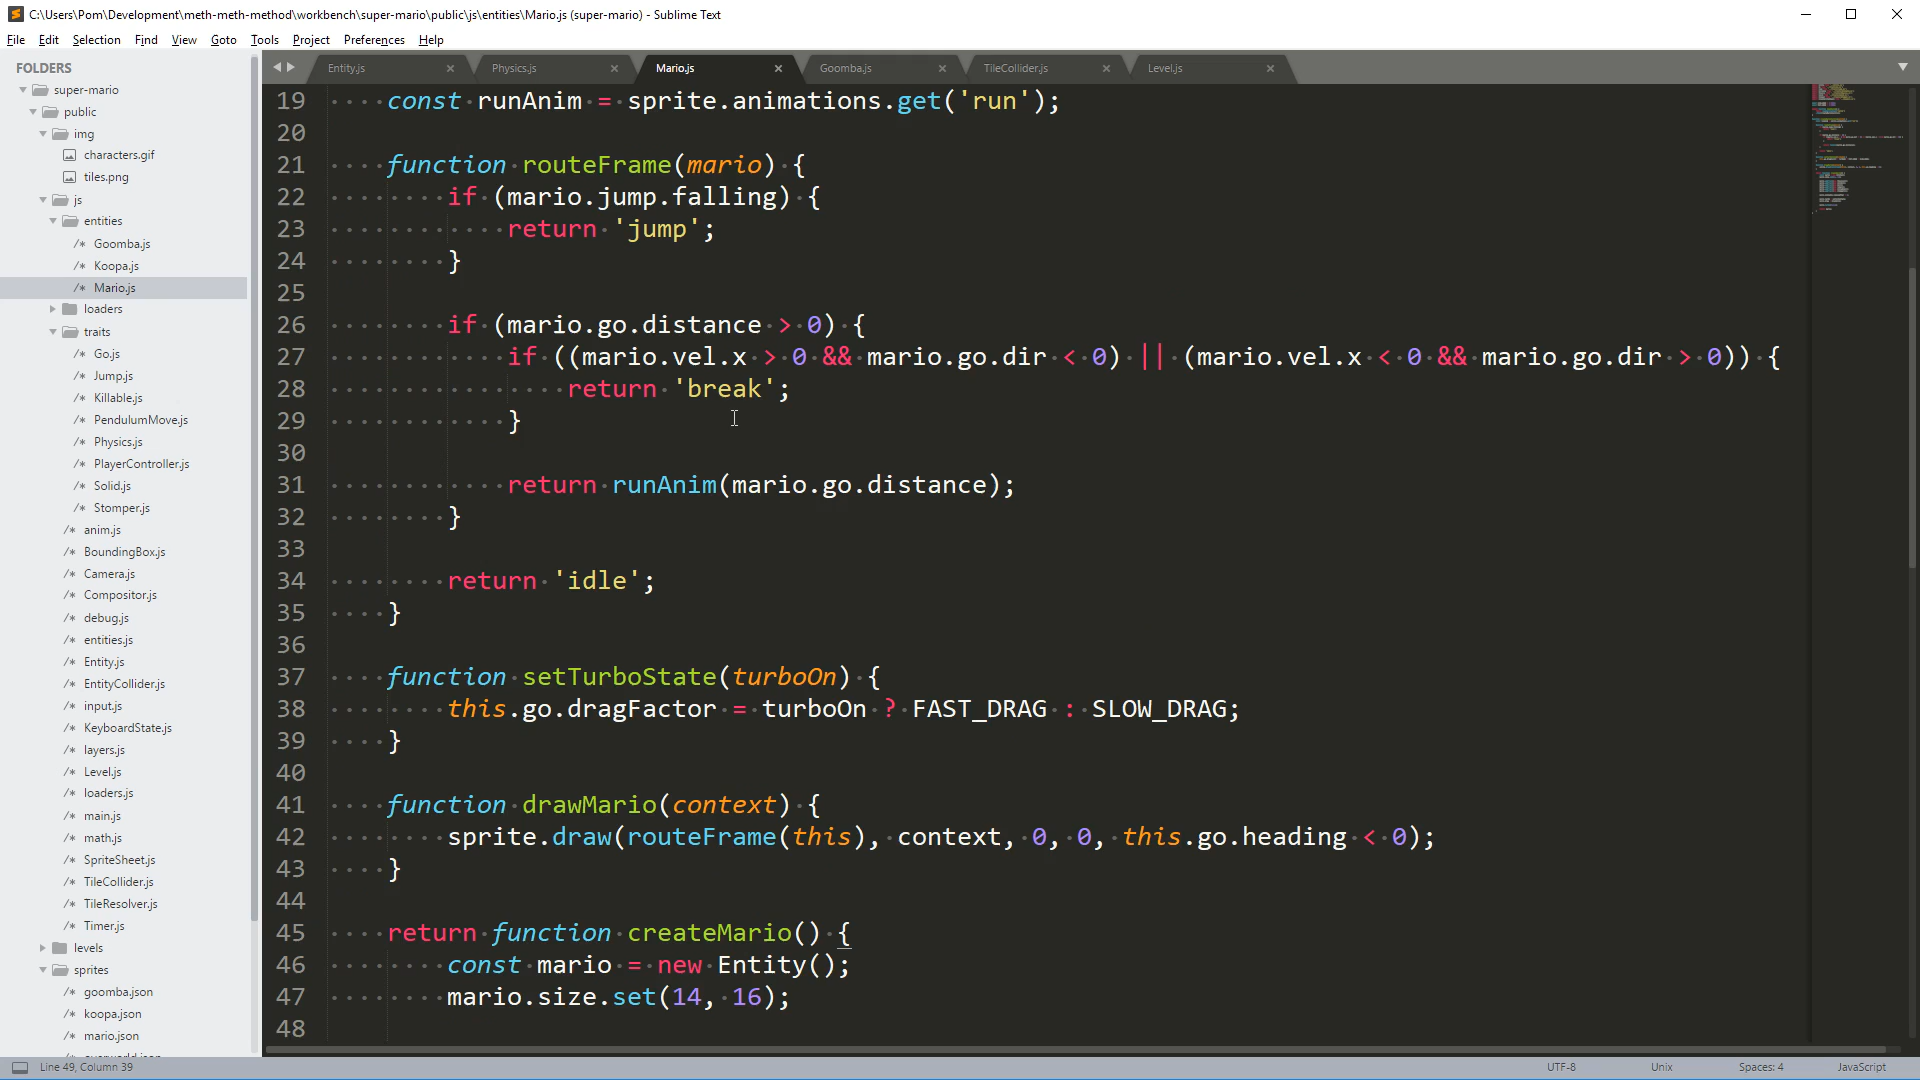 C:\Users\Pom\Development\meth-meth-method\workbench\super-mario\public\js\entities\Mario.js (super-mario) - Sublime Text
File Edit Selection Find View Goto Tools Project Preferences Help
FOLDERS
super-mario
public
img
characters.gif
tiles.png
js
entities
/* Goomba.js
/* Koopa.js
/* Mario.js
loaders
traits
/* Go.js
/* Jump.js
/* Killable.js
/* PendulumMove.js
/* Physics.js
/* PlayerController.js
/* Solid.js
/* Stomper.js
/* anim.js
/* BoundingBox.js
/* Camera.js
/* Compositor.js
/* debug.js
/* entities.js
/* Entity.js
/* EntityCollider.js
/* input.js
/* KeyboardState.js
/* layers.js
/* Level.js
/* loaders.js
/* main.js
/* math.js
/* SpriteSheet.js
/* TileCollider.js
/* TileResolver.js
/* Timer.js
levels
sprites
goomba.json
koopa.json
mario.json
Entity.js Physics.js Mario.js Goomba.js TileCollider.js Level.js
19 const runAnim = sprite.animations.get('run');
20
21 function routeFrame(mario) {
22 if (mario.jump.falling) {
23 return 'jump';
24 }
25
26 if (mario.go.distance > 0) {
27 if ((mario.vel.x > 0 && mario.go.dir < 0) || (mario.vel.x < 0 && mario.go.dir > 0)) {
28 return 'break';
29 }
30
31 return runAnim(mario.go.distance);
32 }
33
34 return 'idle';
35 }
36
37 function setTurboState(turboOn) {
38 this.go.dragFactor = turboOn ? FAST_DRAG : SLOW_DRAG;
39 }
40
41 function drawMario(context) {
42 sprite.draw(routeFrame(this), context, 0, 0, this.go.heading < 0);
43 }
44
45 return function createMario() {
46 const mario = new Entity();
47 mario.size.set(14, 16);
48
Line 49, Column 39 UTF-8 Unix Spaces: 4 JavaScript